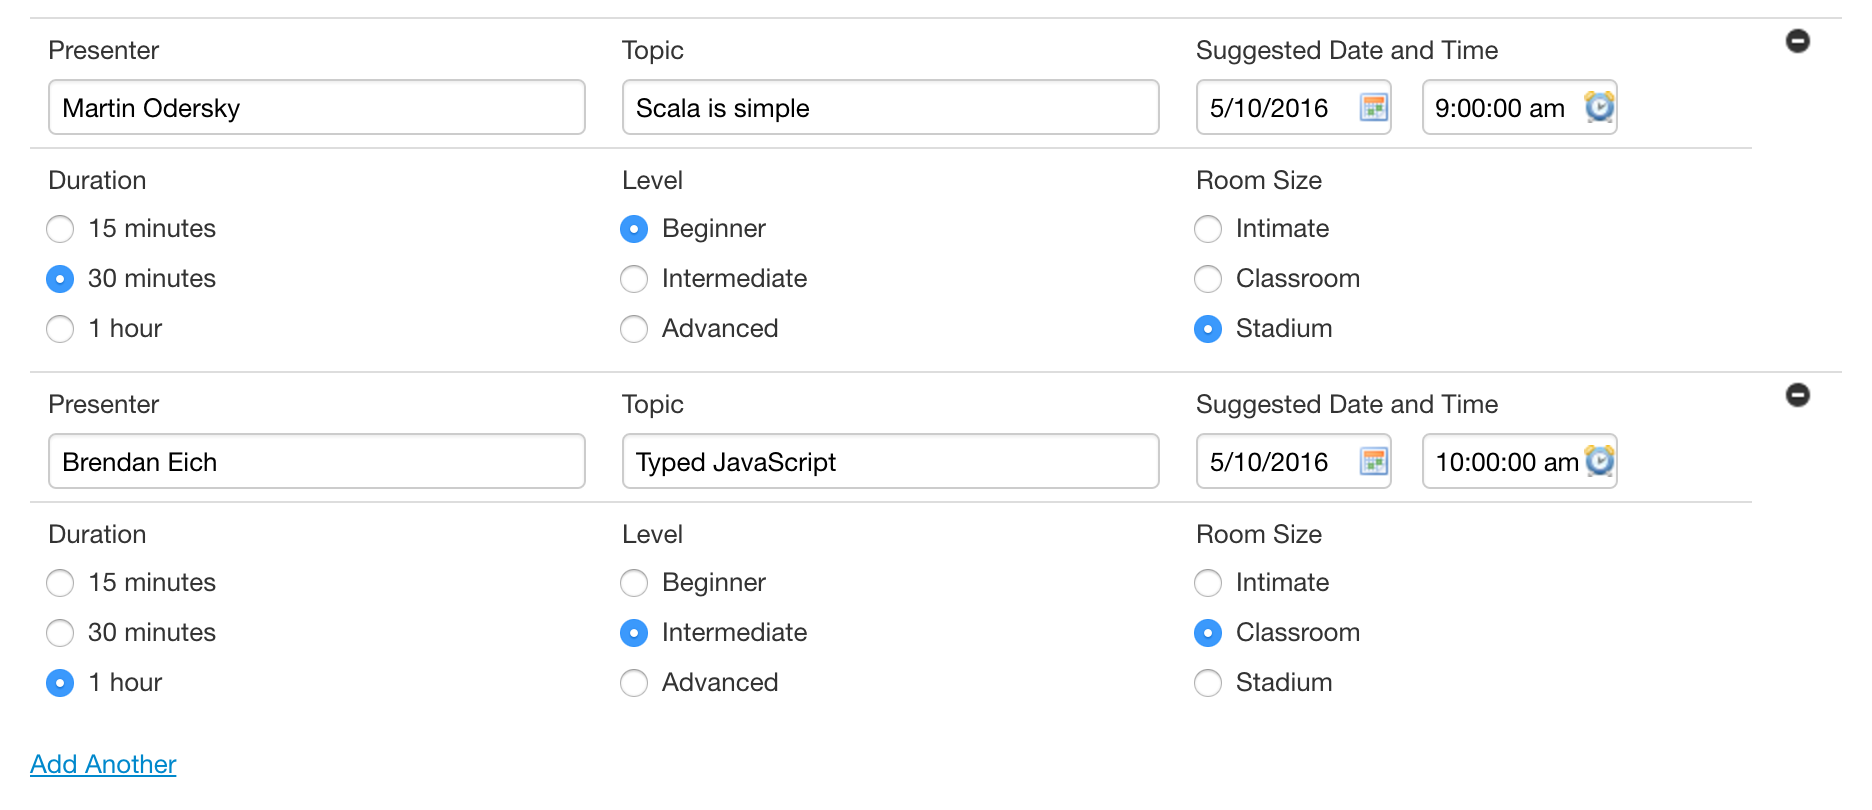 Presenter Topic Suggested Date and Time
Martin Odersky Scala is simple 5/10/2016 9:00:00 am
Duration Level Room Size
15 minutes Beginner Intimate
30 minutes Intermediate Classroom
1 hour Advanced Stadium
Presenter Topic Suggested Date and Time
Brendan Eich Typed JavaScript 5/10/2016 10:00:00 am
Duration Level Room Size
15 minutes Beginner Intimate
30 minutes Intermediate Classroom
1 hour Advanced Stadium
Add Another